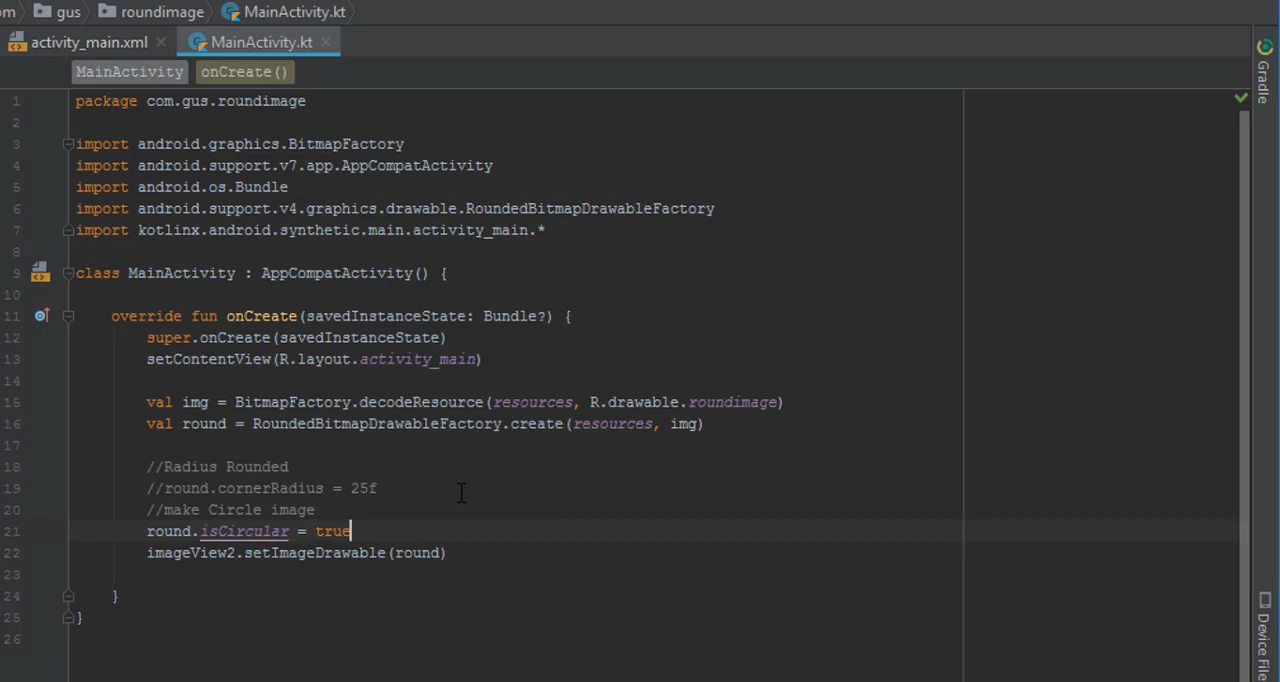 om gus roundimage MainActivity.kt
activity_main.xml MainActivity.kt
MainActivity onCreate()
1 package com.gus.roundimage
2
3 import android.graphics.BitmapFactory
4 import android.support.v7.app.AppCompatActivity
5 import android.os.Bundle
6 import android.support.v4.graphics.drawable.RoundedBitmapDrawableFactory
7 import kotlinx.android.synthetic.main.activity_main.*
8
9 class MainActivity : AppCompatActivity() {
10
11 override fun onCreate(savedInstanceState: Bundle?) {
12 super.onCreate(savedInstanceState)
13 setContentView(R.layout.activity_main)
14
15 val img = BitmapFactory.decodeResource(resources, R.drawable.roundimage)
16 val round = RoundedBitmapDrawableFactory.create(resources, img)
17
18 //Radius Rounded
19 //round.cornerRadius = 25f
20 //make Circle image
21 round.isCircular = true
22 imageView2.setImageDrawable(round)
23
24 }
25 }
26
Gradle
Device File